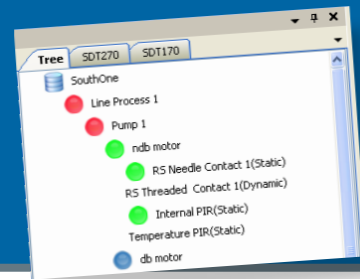 Tree SDT270 SDT170
SouthOne
Line Process 1
Pump 1
ndb motor
RS Needle Contact 1(Static)
RS Threaded Contact 1(Dynamic)
Internal PIR(Static)
Temperature PIR(Static)
db motor